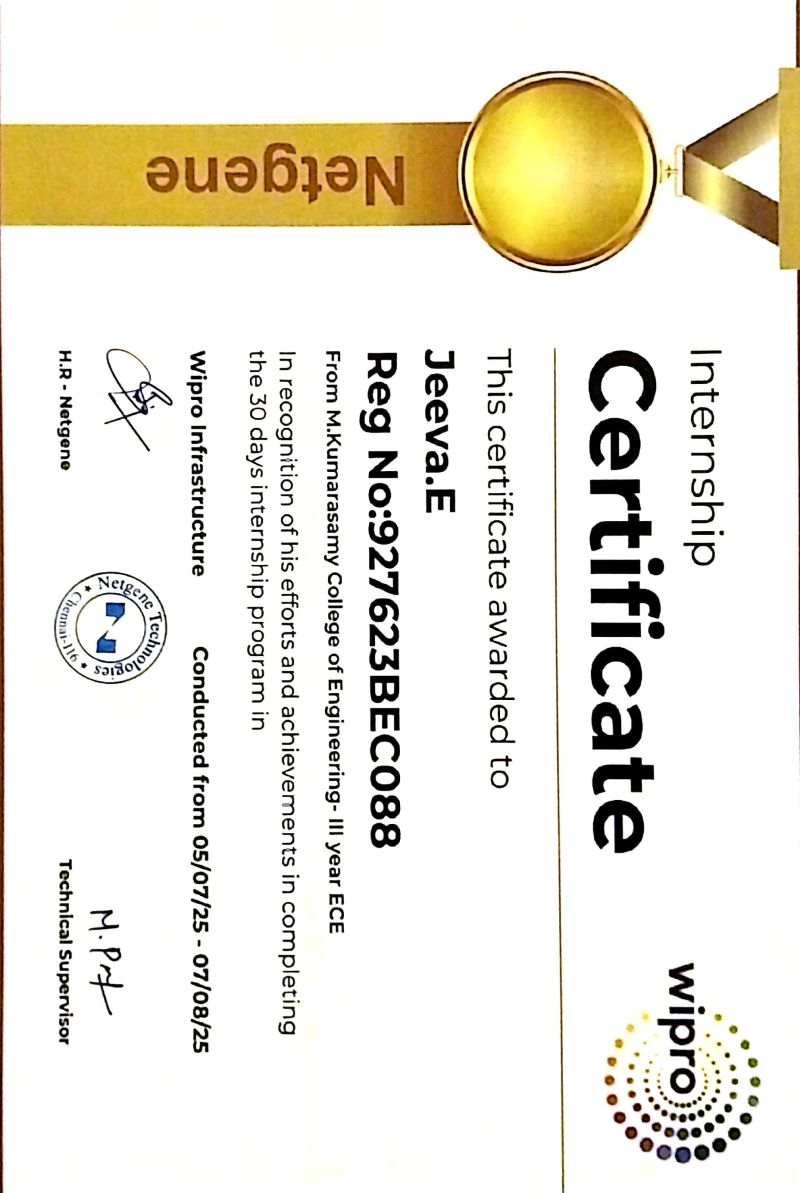 wipro
Internship
Certificate
This certificate awarded to
Jeeva.E
Reg No:927623BEC088
From M.Kumarasamy College of Engineering- III year ECE
In recognition of his efforts and achievements in completing
the 30 days internship program in
Wipro Infrastructure
Conducted from 05/07/25 - 07/08/25
Netgene
Netgene Technologies
Chennai-116
H.R - Netgene
Technical Supervisor